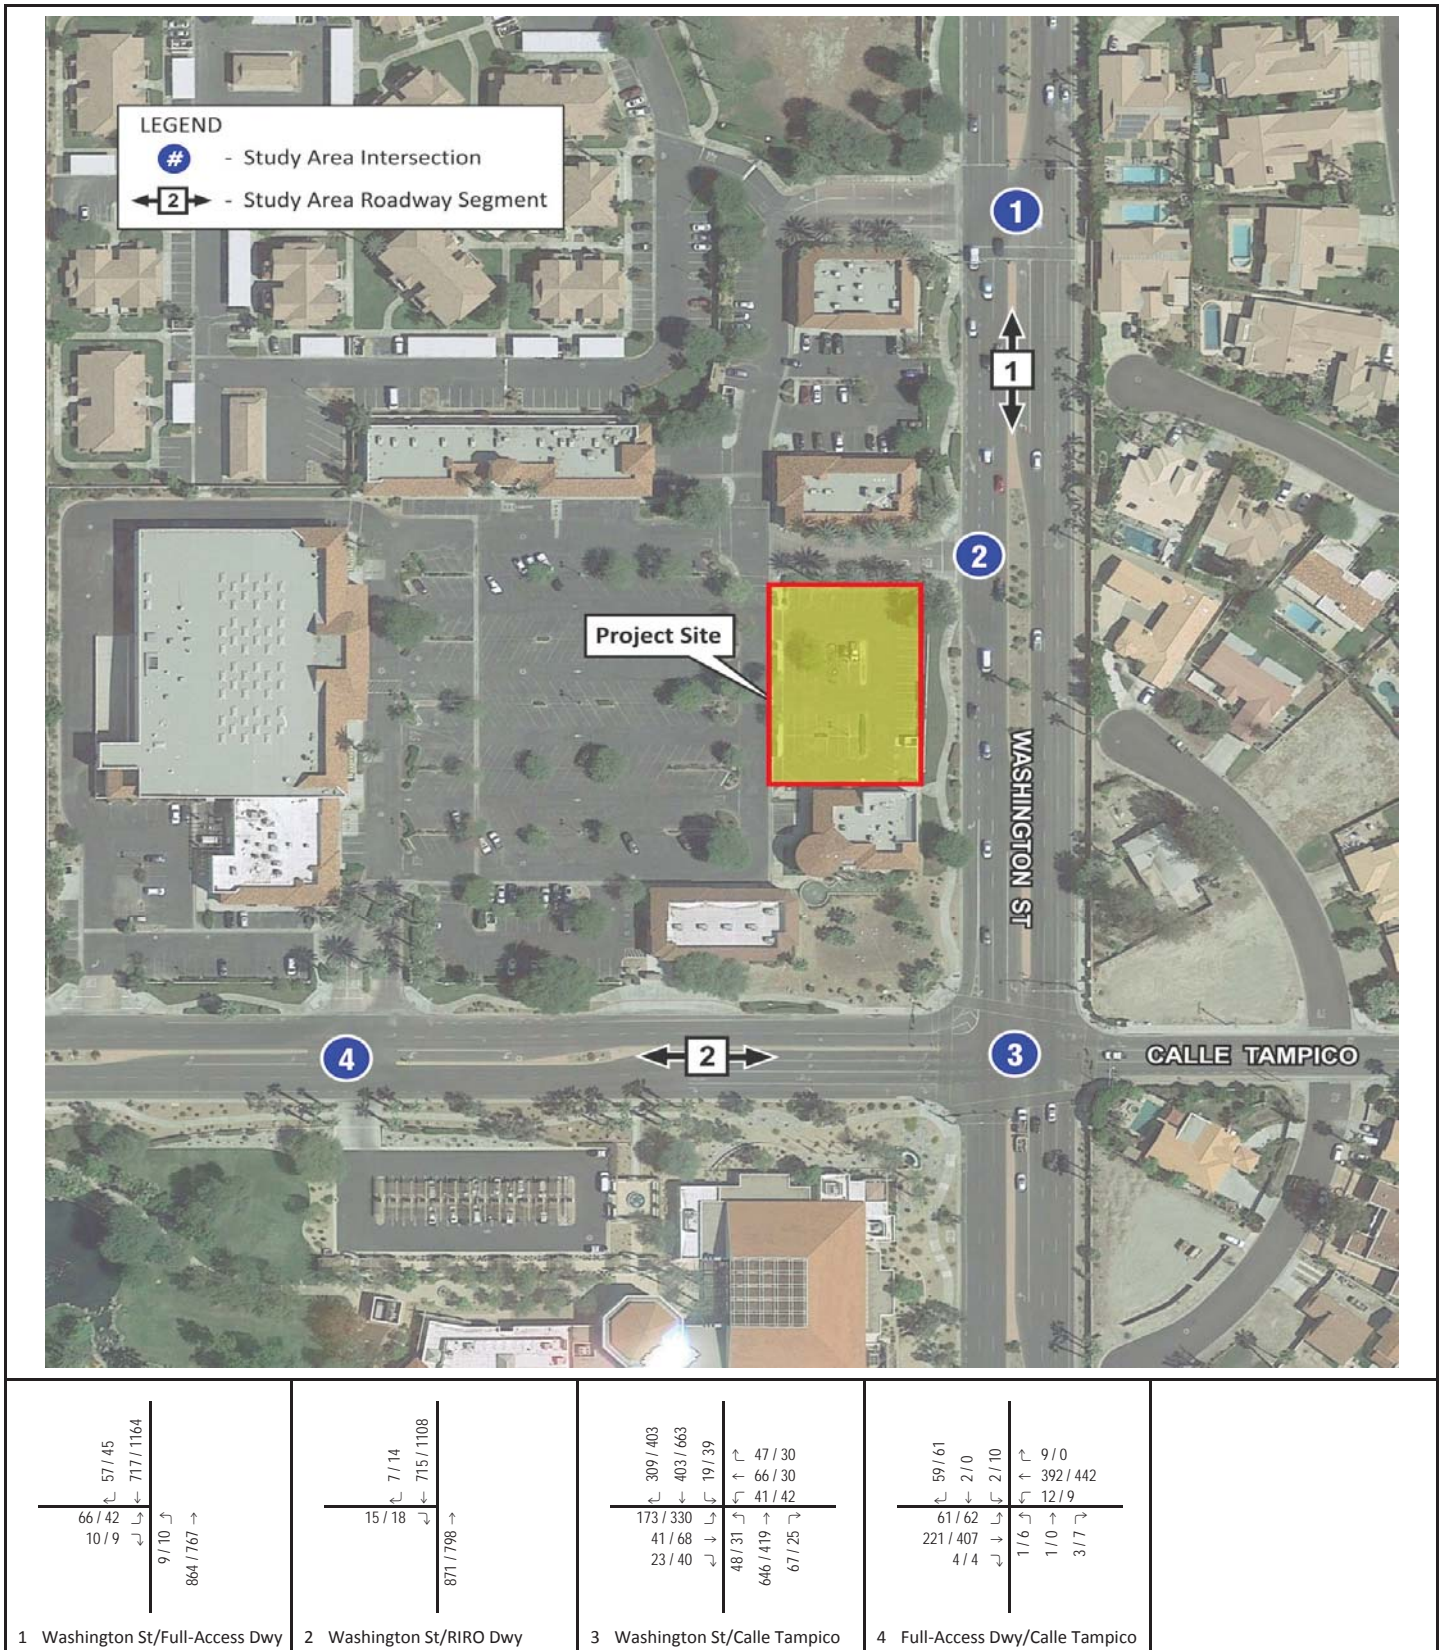 LEGEND
# - Study Area Intersection
2 - Study Area Roadway Segment
1
1
2
Project Site
WASHINGTON ST
4
2
3
CALLE TAMPICO
57 / 45
717 / 1164
66 / 42
10 / 9
9 / 10
864 / 767
1 Washington St/Full-Access Dwy
7 / 14
715 / 1108
15 / 18
871 / 798
2 Washington St/RIRO Dwy
309 / 403
403 / 663
19 / 39
47 / 30
66 / 30
41 / 42
173 / 330
41 / 68
23 / 40
48 / 31
646 / 419
67 / 25
3 Washington St/Calle Tampico
59 / 61
2 / 0
2 / 10
9 / 0
392 / 442
12 / 9
61 / 62
221 / 407
4 / 4
1 / 6
1 / 0
3 / 7
4 Full-Access Dwy/Calle Tampico